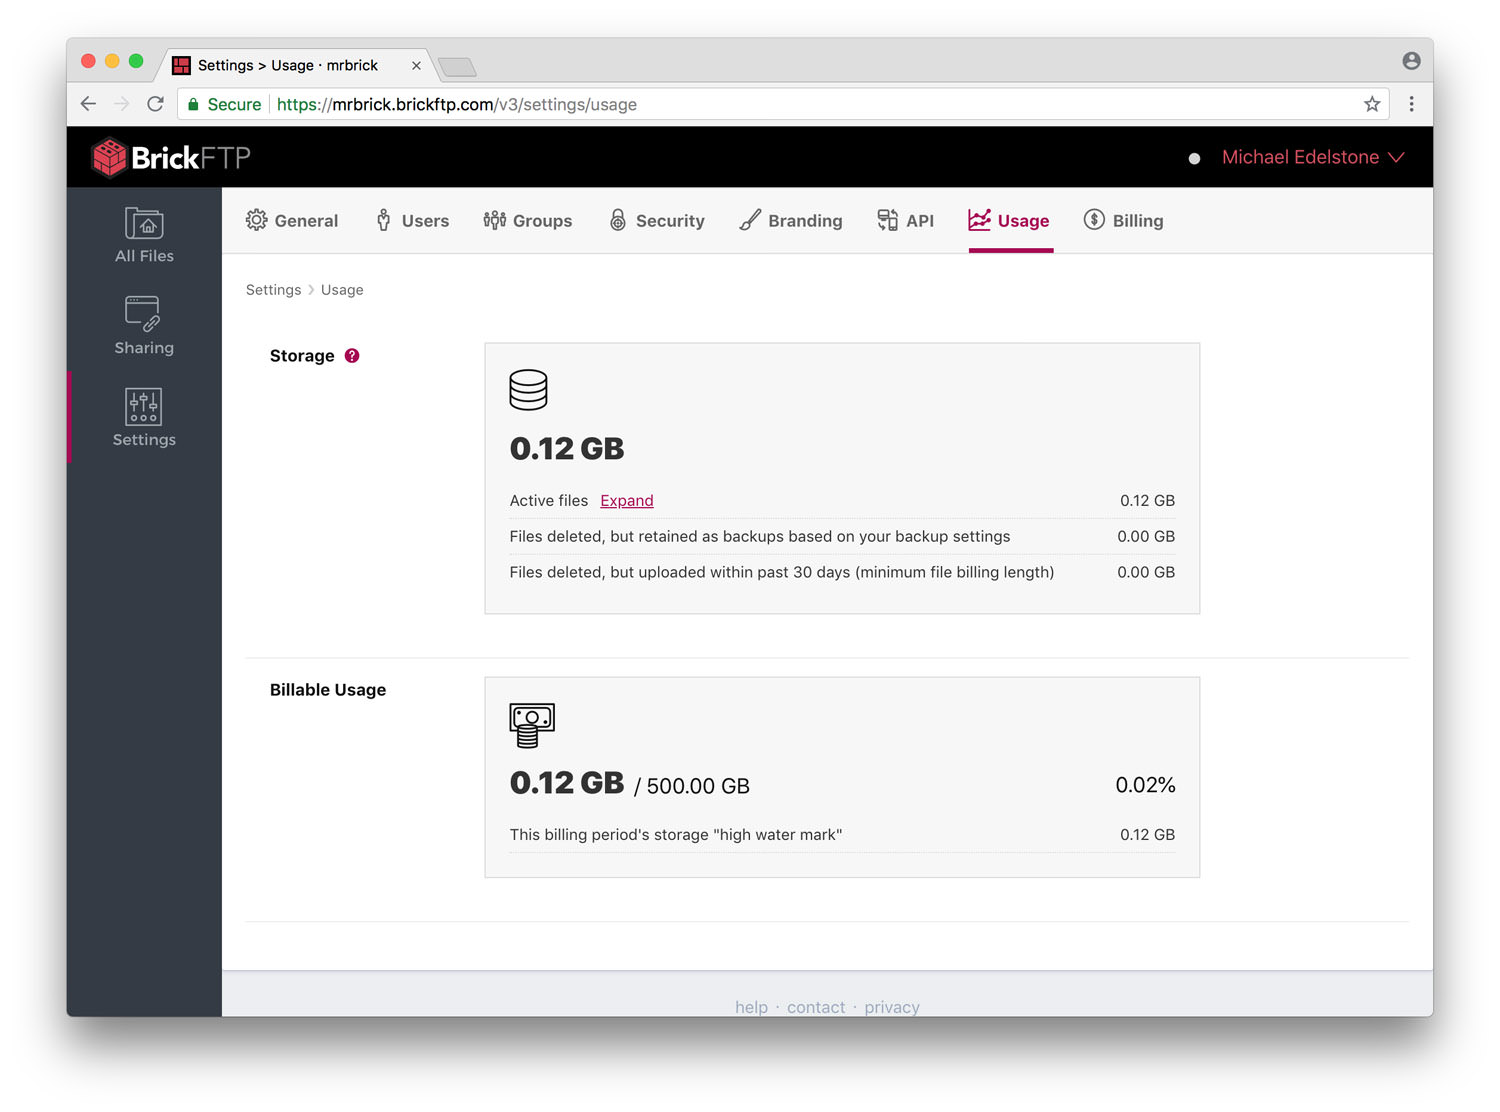 Settings > Usage · mrbrick
Secure https://mrbrick.brickftp.com/v3/settings/usage
BrickFTP
Michael Edelstone
General Users Groups Security Branding API Usage Billing
All Files
Sharing
Settings
Settings > Usage
Storage ?
0.12 GB
Active files Expand 0.12 GB
Files deleted, but retained as backups based on your backup settings 0.00 GB
Files deleted, but uploaded within past 30 days (minimum file billing length) 0.00 GB
Billable Usage
0.12 GB / 500.00 GB 0.02%
This billing period's storage "high water mark" 0.12 GB
help · contact · privacy